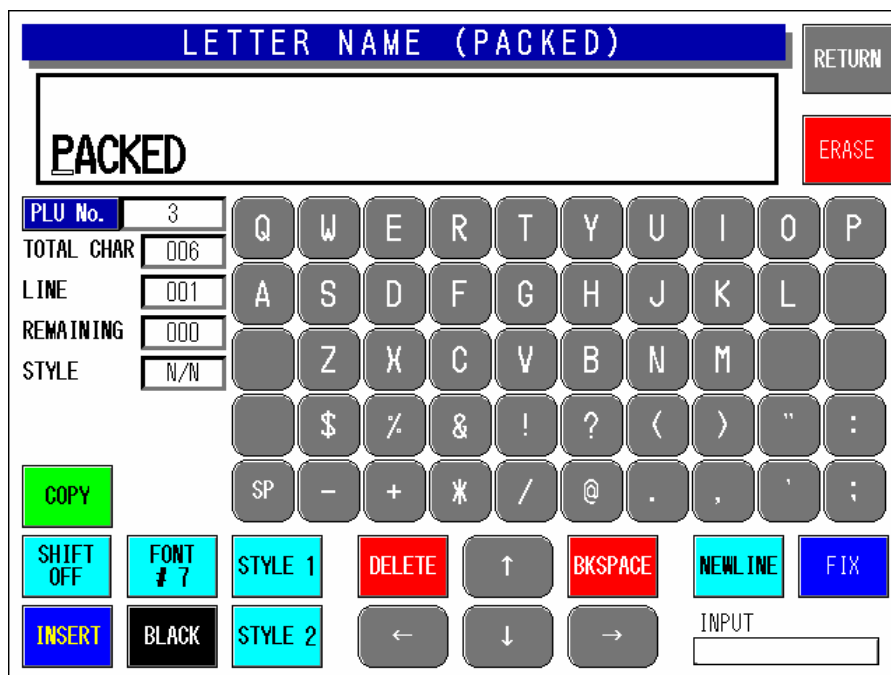 LETTER NAME (PACKED)
RETURN
PACKED
ERASE
PLU No. 3
TOTAL CHAR 006
LINE 001
REMAINING 000
STYLE N/N
Q W E R T Y U I O P
A S D F G H J K L
Z X C V B N M
$ % & ! ? ( ) " :
SP - + * / @ . , ' ;
COPY
SHIFT OFF
FONT # 7
STYLE 1
DELETE
↑
BKSPACE
NEWLINE
FIX
INSERT
BLACK
STYLE 2
←
↓
→
INPUT